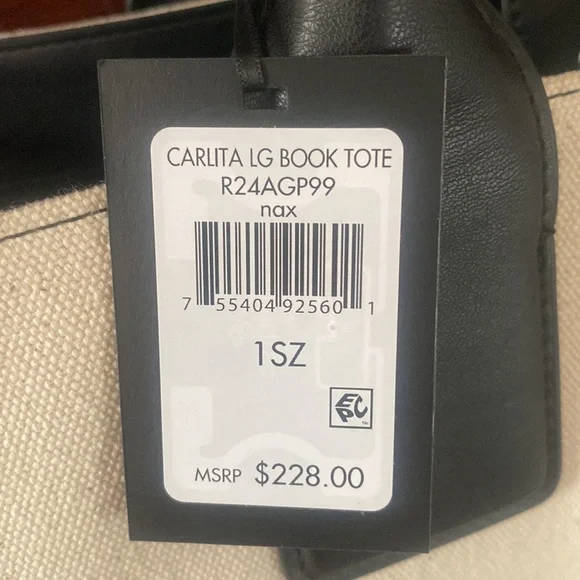 CARLITA LG BOOK TOTE
R24AGP99
nax
7 55404 92560 1
1SZ
EPC
MSRP $228.00